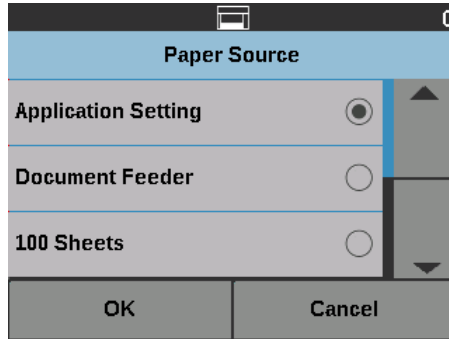 Paper Source
Application Setting
Document Feeder
100 Sheets
OK
Cancel